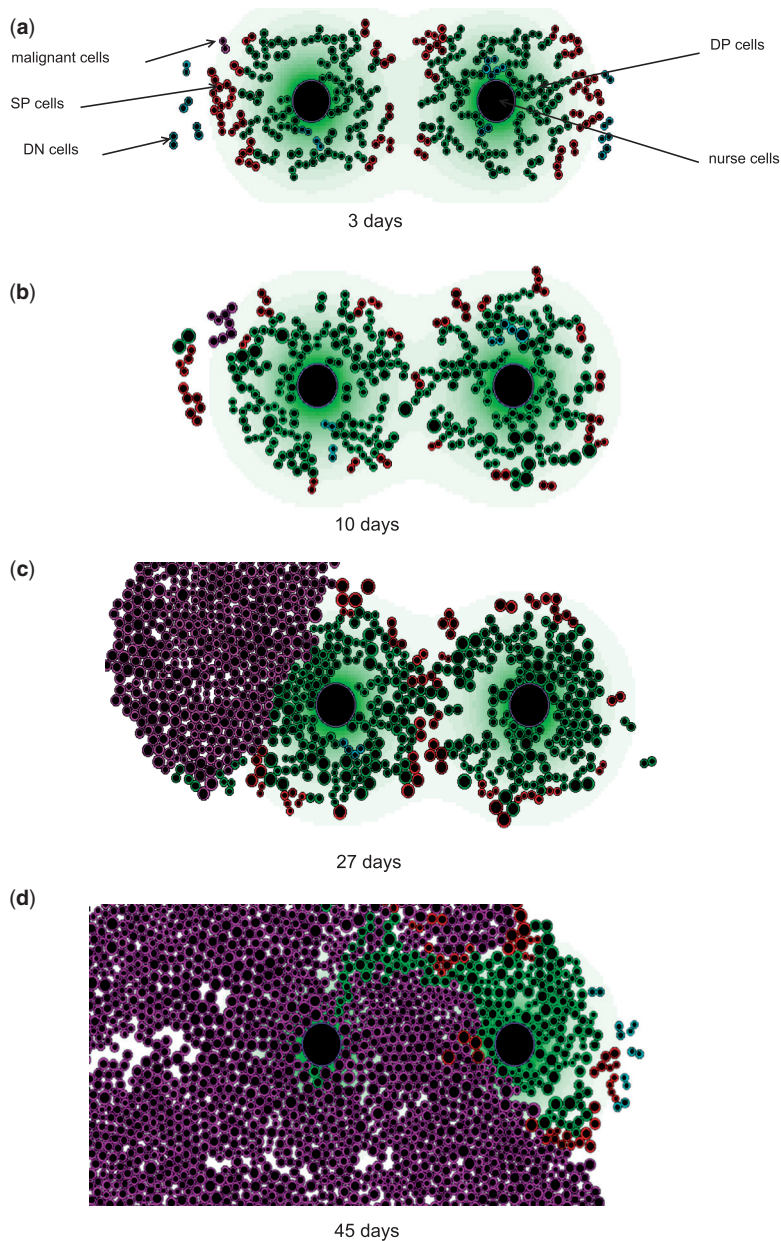 (a)
malignant cells
SP cells
DN cells
DP cells
nurse cells
3 days
(b)
10 days
(c)
27 days
(d)
45 days